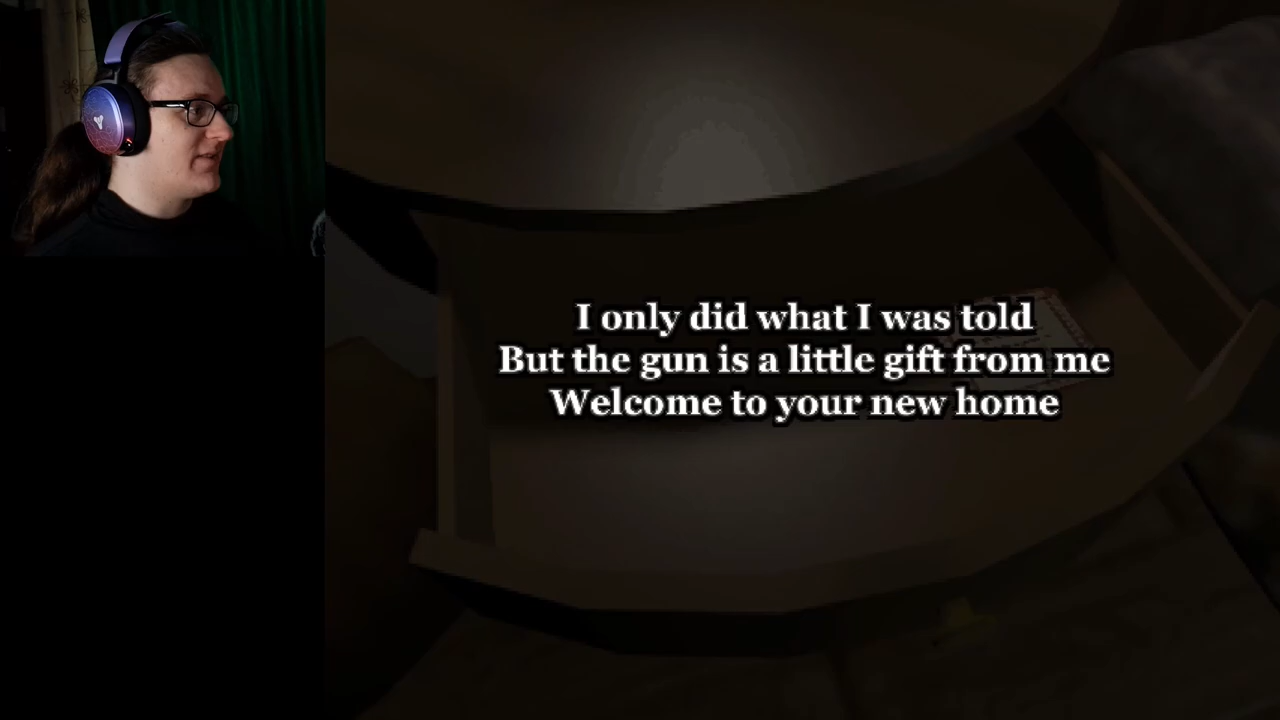 I only did what I was told
But the gun is a little gift from me
Welcome to your new home